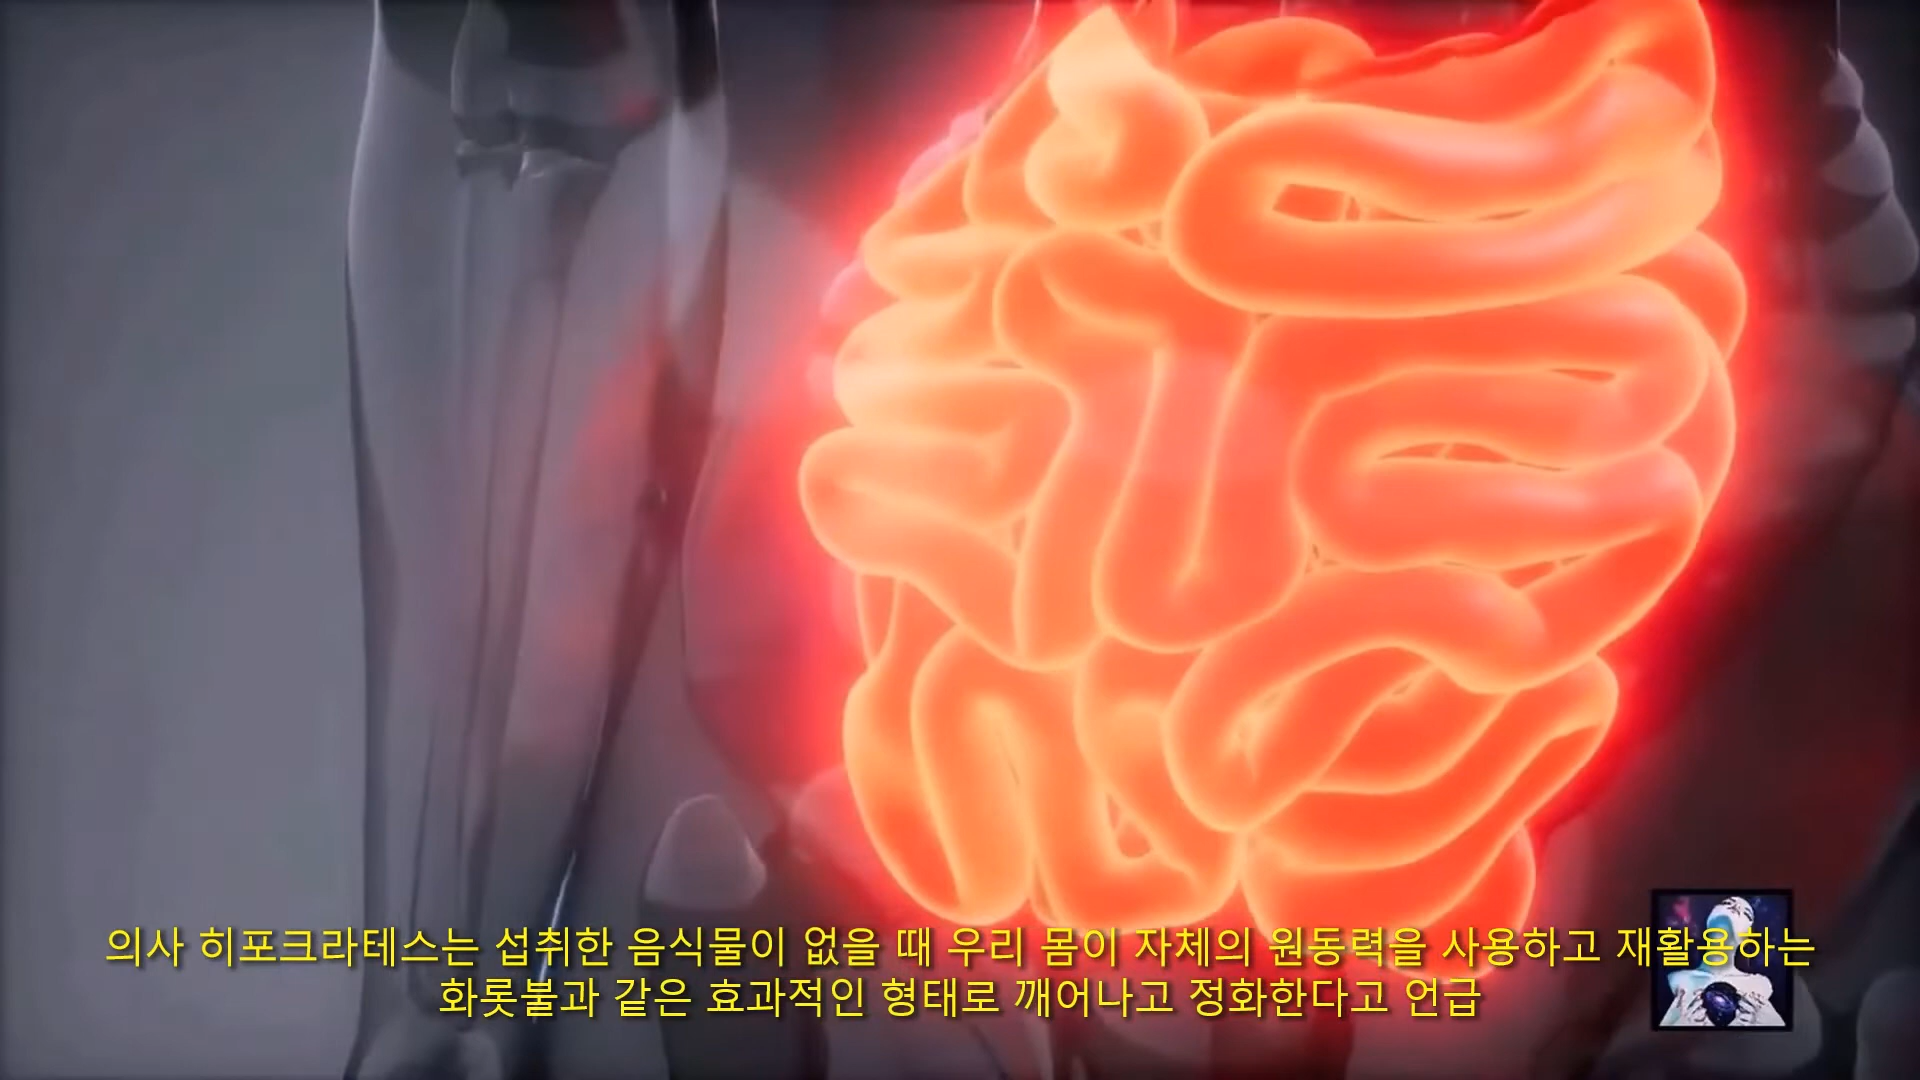 의사 히포크라테스는 섭취한 음식물이 없을 때 우리 몸이 자체의 원동력을 사용하고 재활용하는
화롯불과 같은 효과적인 형태로 깨어나고 정화한다고 언급